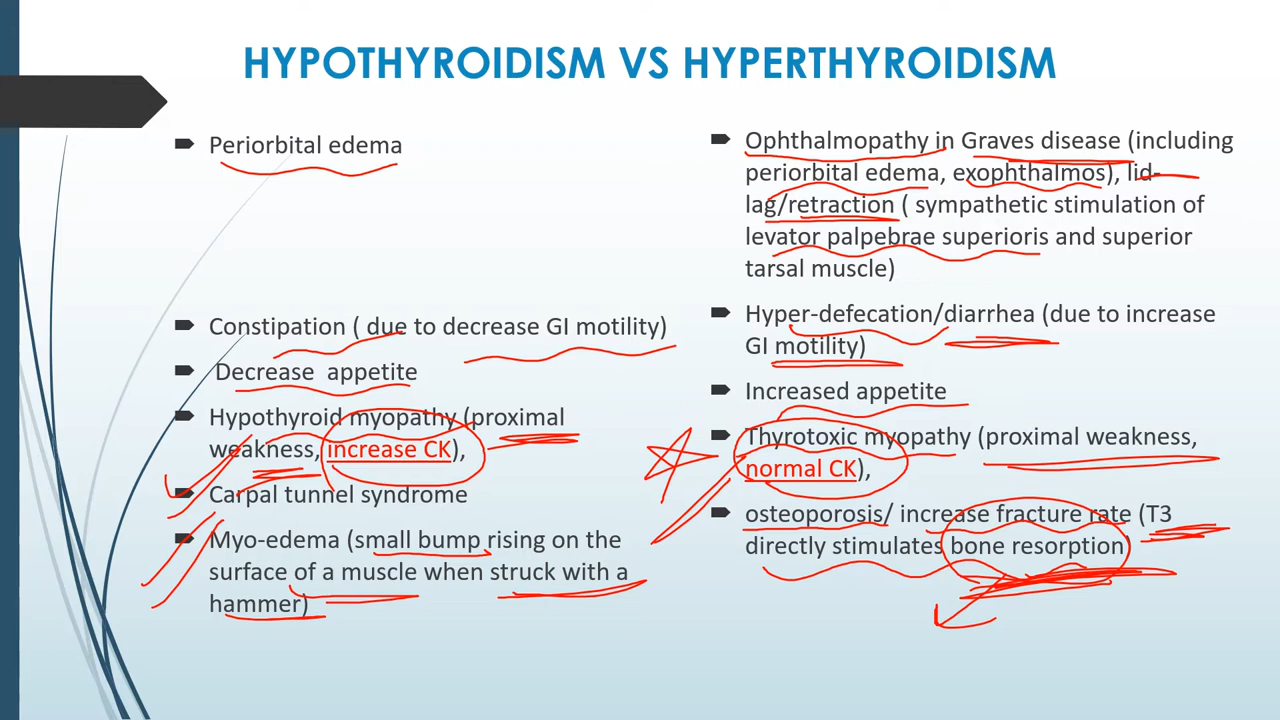 HYPOTHYROIDISM VS HYPERTHYROIDISM
Periorbital edema
Constipation ( due to decrease GI motility)
Decrease appetite
Hypothyroid myopathy (proximal
weakness, increase CK),
Carpal tunnel syndrome
Myo-edema (small bump rising on the
surface of a muscle when struck with a
hammer)
Ophthalmopathy in Graves disease (including
periorbital edema, exophthalmos), lid-
lag/retraction ( sympathetic stimulation of
levator palpebrae superioris and superior
tarsal muscle)
Hyper-defecation/diarrhea (due to increase
GI motility)
Increased appetite
Thyrotoxic myopathy (proximal weakness,
normal CK),
osteoporosis/ increase fracture rate (T3
directly stimulates bone resorption)